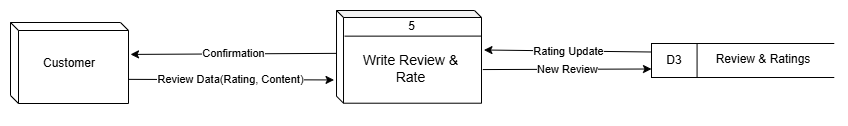 5
Customer
Confirmation
Review Data(Rating, Content)
Write Review &
Rate
Rating Update
New Review
D3
Review & Ratings